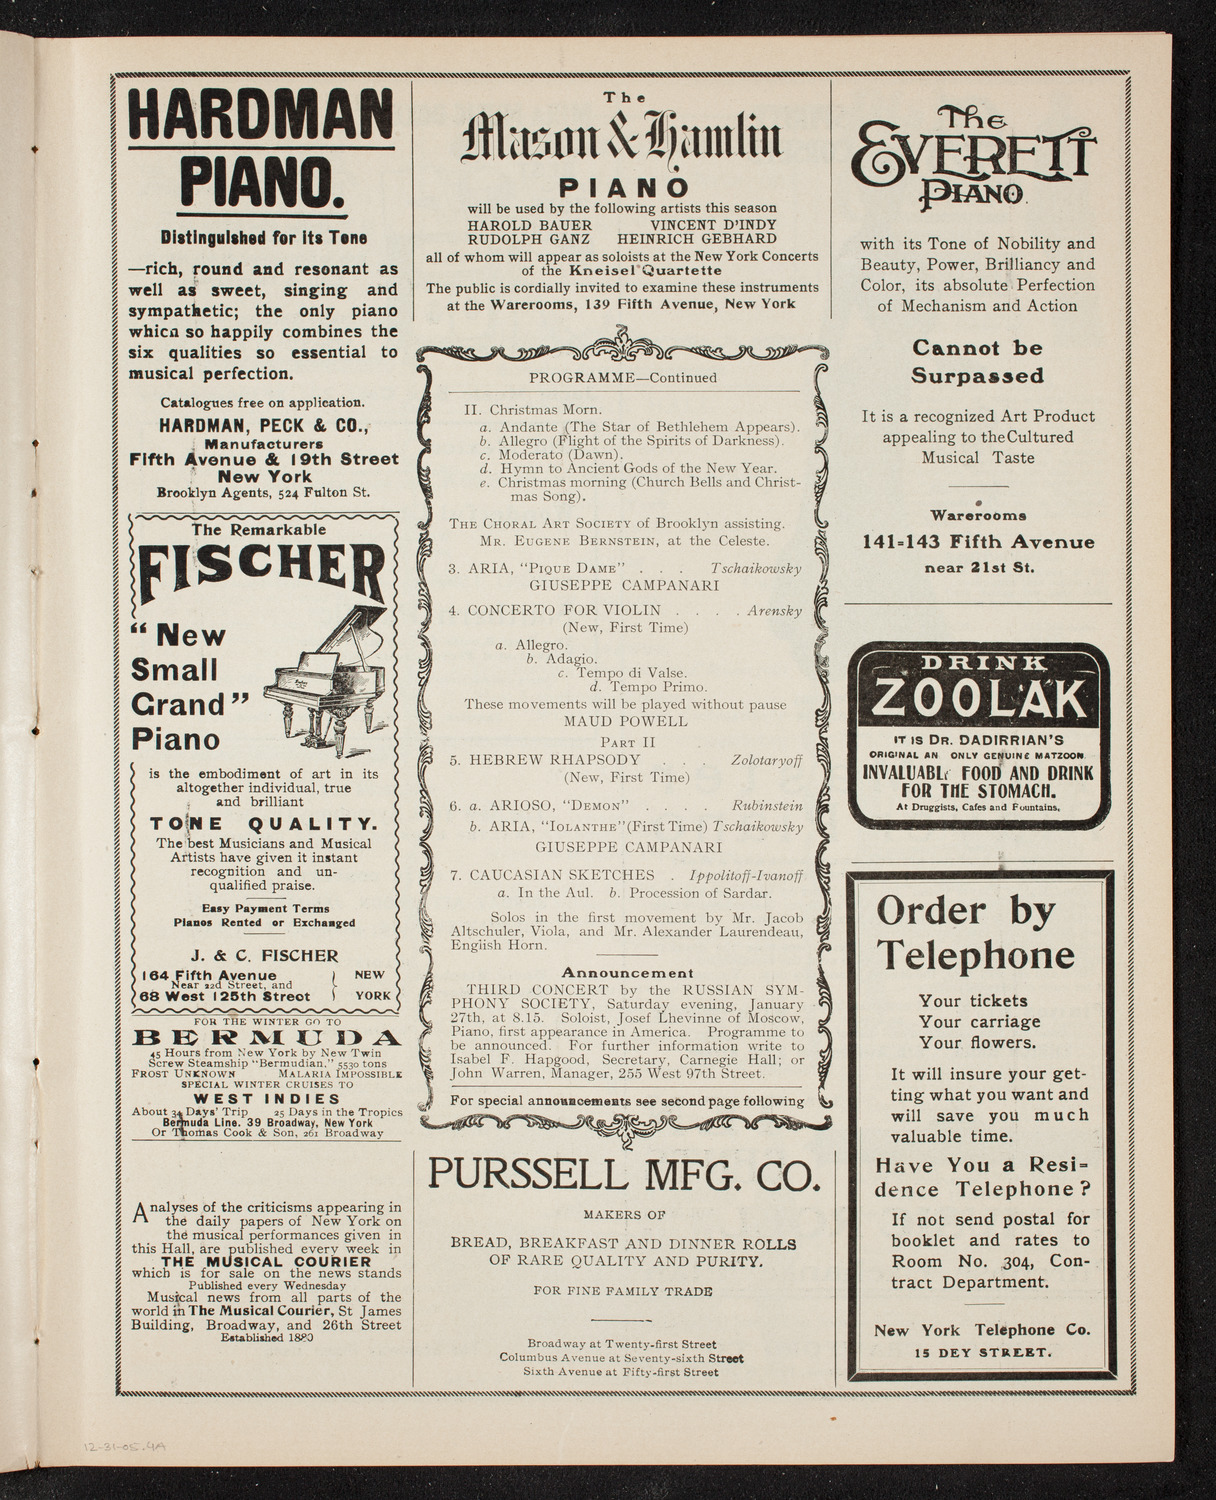 HARDMAN
PIANO.
Distinguished for its Tone
—rich, round and resonant as
well as sweet, singing and
sympathetic; the only piano
which so happily combines the
six qualities so essential to
musical perfection.
Catalogues free on application.
HARDMAN, PECK & CO.,
Manufacturers
Fifth Avenue & 19th Street
New York
Brooklyn Agents, 524 Fulton St.
The Remarkable
FISCHER
"New
Small
Grand"
Piano
is the embodiment of art in its
altogether individual, true
and brilliant
TONE QUALITY.
The best Musicians and Musical
Artists have given it instant
recognition and un-
qualified praise.
Easy Payment Terms
Pianos Rented or Exchanged
J. & C. FISCHER
164 Fifth Avenue
Near 22d Street, and
68 West 125th Street
NEW
YORK
FOR THE WINTER GO TO
BERMUDA
45 Hours from New York by New Twin
Screw Steamship "Bermudian," 5530 tons
FROST UNKNOWN MALARIA IMPOSSIBLE
SPECIAL WINTER CRUISES TO
WEST INDIES
About 34 Days' Trip 25 Days in the Tropics
Bermuda Line. 39 Broadway, New York
Or Thomas Cook & Son, 261 Broadway
Analyses of the criticisms appearing in
the daily papers of New York on
the musical performances given in
this Hall, are published every week in
THE MUSICAL COURIER
which is for sale on the news stands
Published every Wednesday
Musical news from all parts of the
world in The Musical Courier, St James
Building, Broadway, and 26th Street
Established 1880
The
Mason & Hamlin
PIANO
will be used by the following artists this season
HAROLD BAUER VINCENT D'INDY
RUDOLPH GANZ HEINRICH GEBHARD
all of whom will appear as soloists at the New York Concerts
of the Kneisel Quartette
The public is cordially invited to examine these instruments
at the Warerooms, 139 Fifth Avenue, New York
PROGRAMME—Continued
II. Christmas Morn.
a. Andante (The Star of Bethlehem Appears).
b. Allegro (Flight of the Spirits of Darkness).
c. Moderato (Dawn).
d. Hymn to Ancient Gods of the New Year.
e. Christmas morning (Church Bells and Christ-
mas Song).
THE CHORAL ART SOCIETY of Brooklyn assisting.
MR. EUGENE BERNSTEIN, at the Celeste.
3. ARIA, "PIQUE DAME" . . . Tschaikowsky
GIUSEPPE CAMPANARI
4. CONCERTO FOR VIOLIN . . . . Arensky
(New, First Time)
a. Allegro.
b. Adagio.
c. Tempo di Valse.
d. Tempo Primo.
These movements will be played without pause
MAUD POWELL
PART II
5. HEBREW RHAPSODY . . . Zolotaryoff
(New, First Time)
6. a. ARIOSO, "DEMON" . . . . Rubinstein
b. ARIA, "IOLANTHE" (First Time) Tschaikowsky
GIUSEPPE CAMPANARI
7. CAUCASIAN SKETCHES . Ippolitoff-Ivanoff
a. In the Aul. b. Procession of Sardar.
Solos in the first movement by Mr. Jacob
Altschuler, Viola, and Mr. Alexander Laurendeau,
English Horn.
Announcement
THIRD CONCERT by the RUSSIAN SYM-
PHONY SOCIETY, Saturday evening, January
27th, at 8.15. Soloist, Josef Lhevinne of Moscow,
Piano, first appearance in America. Programme to
be announced. For further information write to
Isabel F. Hapgood, Secretary, Carnegie Hall; or
John Warren, Manager, 255 West 97th Street.
For special announcements see second page following
PURSSELL MFG. CO.
MAKERS OF
BREAD, BREAKFAST AND DINNER ROLLS
OF RARE QUALITY AND PURITY.
FOR FINE FAMILY TRADE
Broadway at Twenty-first Street
Columbus Avenue at Seventy-sixth Street
Sixth Avenue at Fifty-first Street
The
EVERETT
PIANO
with its Tone of Nobility and
Beauty, Power, Brilliancy and
Color, its absolute Perfection
of Mechanism and Action
Cannot be
Surpassed
It is a recognized Art Product
appealing to the Cultured
Musical Taste
Warerooms
141-143 Fifth Avenue
near 21st St.
DRINK
ZOOLAK
IT IS DR. DADIRRIAN'S
ORIGINAL AN ONLY GENUINE MATZOON
INVALUABLE FOOD AND DRINK
FOR THE STOMACH.
At Druggists, Cafes and Fountains,
Order by
Telephone
Your tickets
Your carriage
Your flowers.
It will insure your get-
ting what you want and
will save you much
valuable time.
Have You a Resi-
dence Telephone?
If not send postal for
booklet and rates to
Room No. 304, Con-
tract Department.
New York Telephone Co.
15 DEY STREET.
12-31-05.4A